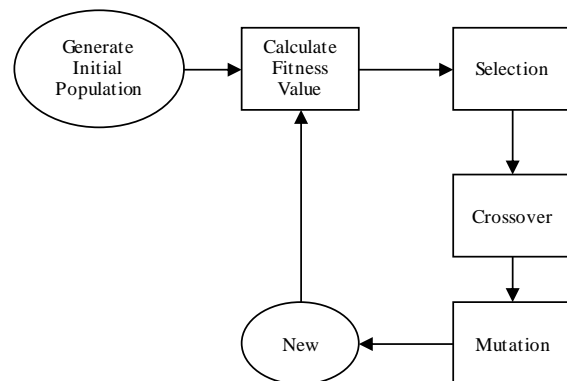 Generate
Initial
Population
Calculate
Fitness
Value
Selection
Crossover
Mutation
New